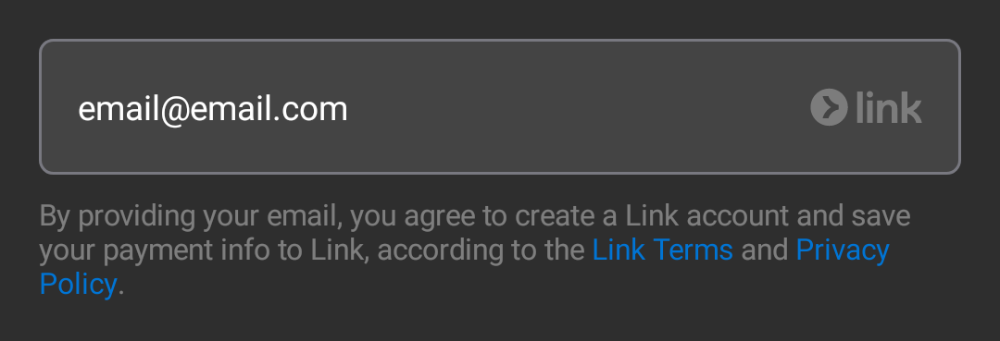 email@email.com
link
By providing your email, you agree to create a Link account and save
your payment info to Link, according to the Link Terms and Privacy
Policy.